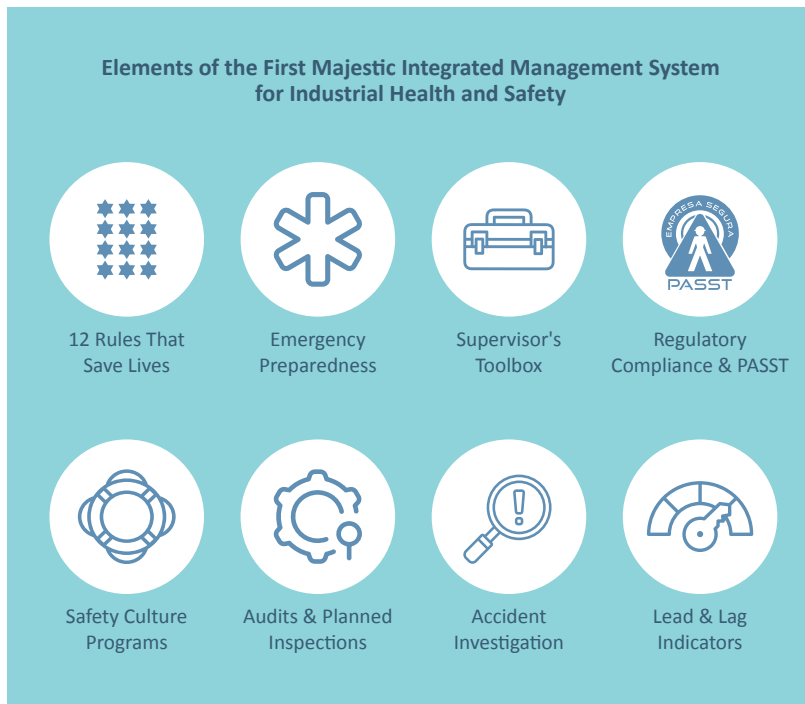 Elements of the First Majestic Integrated Management System
for Industrial Health and Safety
EMPRESA SEGURA
PASST
12 Rules That
Save Lives
Emergency
Preparedness
Supervisor's
Toolbox
Regulatory
Compliance & PASST
Safety Culture
Programs
Audits & Planned
Inspections
Accident
Investigation
Lead & Lag
Indicators